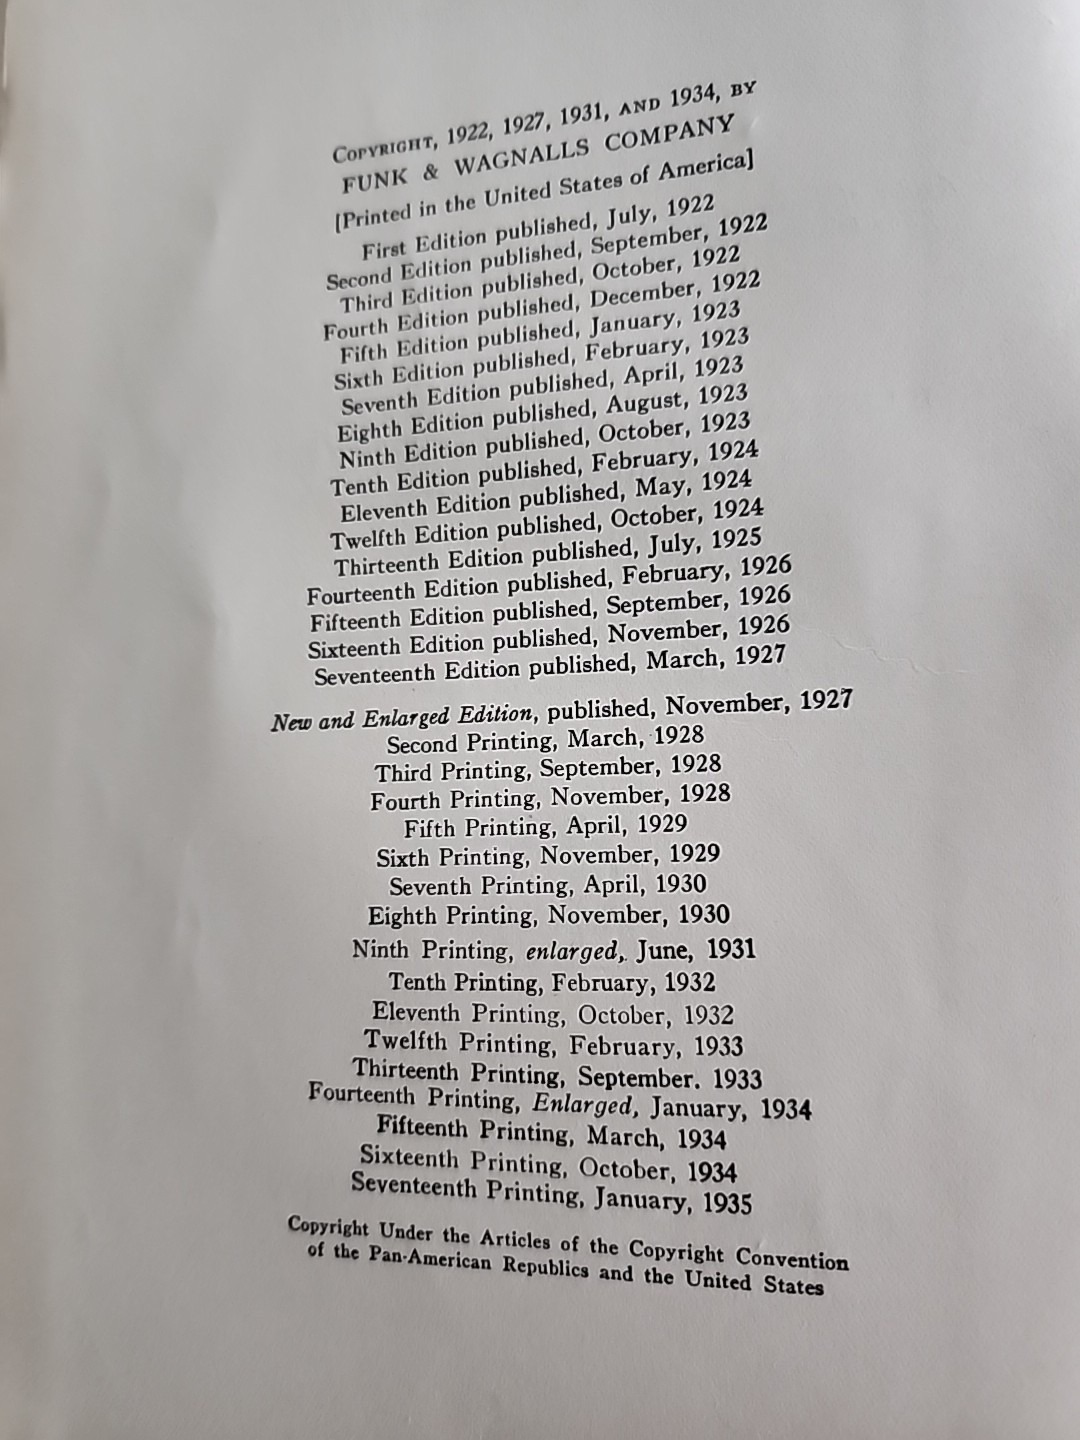 COPYRIGHT, 1922, 1927, 1931, AND 1934, BY
FUNK & WAGNALLS COMPANY
[Printed in the United States of America]
First Edition published, July, 1922
Second Edition published, September, 1922
Third Edition published, October, 1922
Fourth Edition published, December, 1922
Fifth Edition published, January, 1923
Sixth Edition published, February, 1923
Seventh Edition published, April, 1923
Eighth Edition published, August, 1923
Ninth Edition published, October, 1923
Tenth Edition published, February, 1924
Eleventh Edition published, May, 1924
Twelfth Edition published, October, 1924
Thirteenth Edition published, July, 1925
Fourteenth Edition published, February, 1926
Fifteenth Edition published, September, 1926
Sixteenth Edition published, November, 1926
Seventeenth Edition published, March, 1927
New and Enlarged Edition, published, November, 1927
Second Printing, March, 1928
Third Printing, September, 1928
Fourth Printing, November, 1928
Fifth Printing, April, 1929
Sixth Printing, November, 1929
Seventh Printing, April, 1930
Eighth Printing, November, 1930
Ninth Printing, enlarged, June, 1931
Tenth Printing, February, 1932
Eleventh Printing, October, 1932
Twelfth Printing, February, 1933
Thirteenth Printing, September. 1933
Fourteenth Printing, Enlarged, January, 1934
Fifteenth Printing, March, 1934
Sixteenth Printing, October, 1934
Seventeenth Printing, January, 1935
Copyright Under the Articles of the Copyright Convention
of the Pan-American Republics and the United States